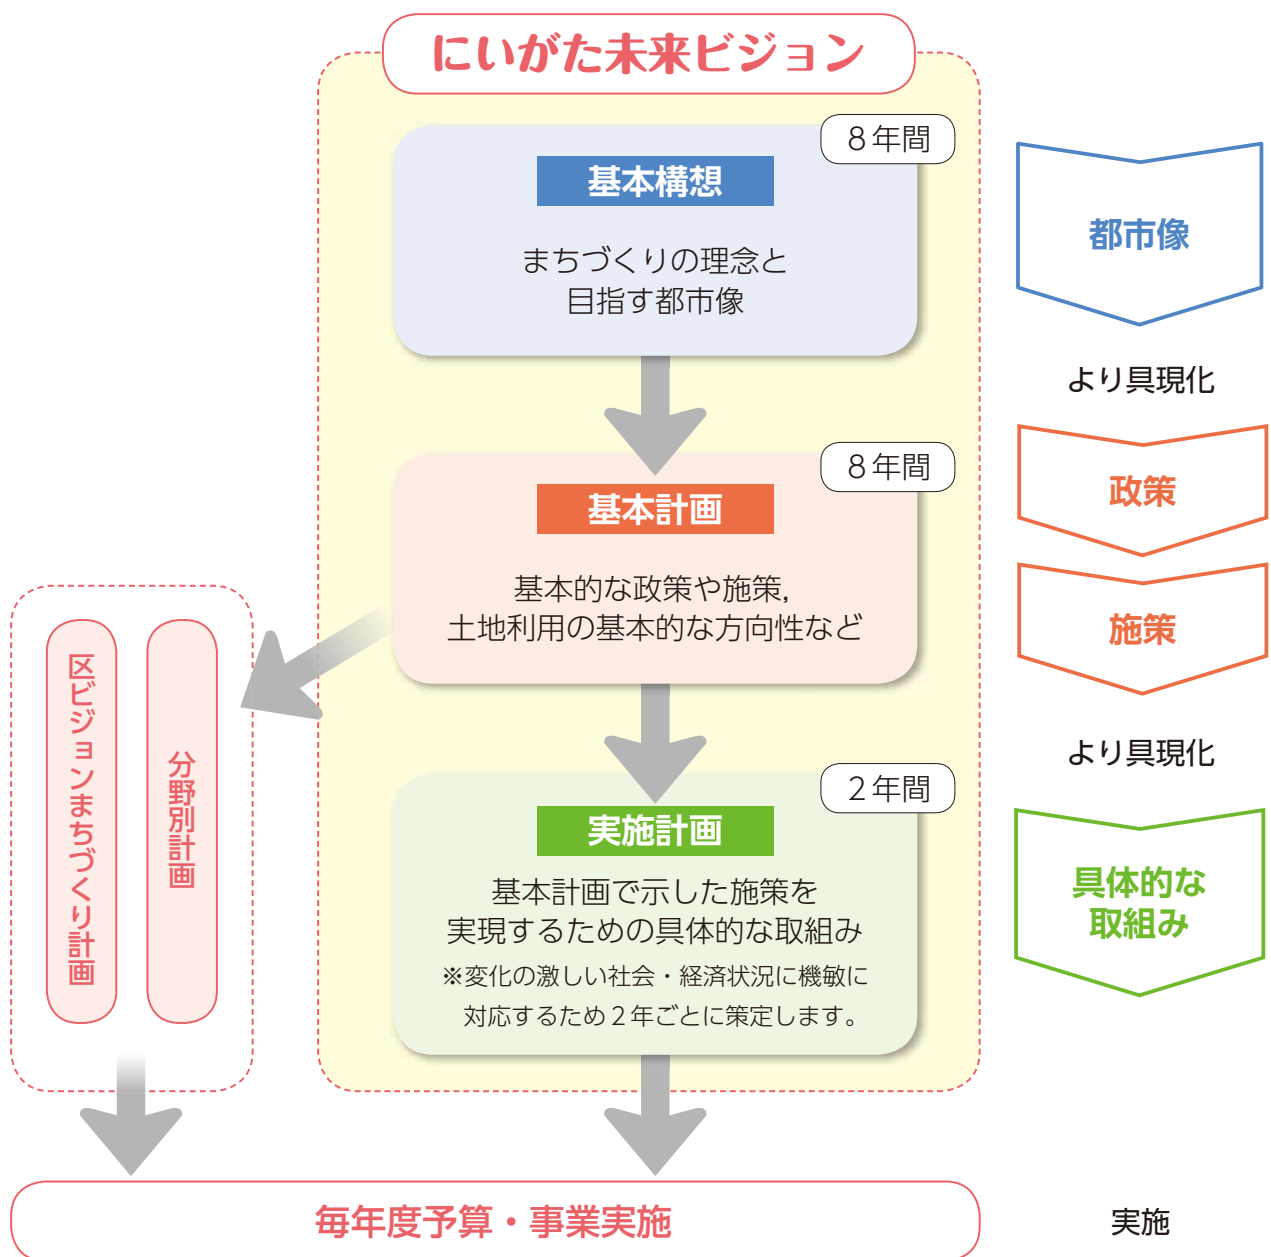 にいがた未来ビジョン
8年間
基本構想
まちづくりの理念と
目指す都市像
都市像
より具現化
8年間
基本計画
基本的な政策や施策,
土地利用の基本的な方向性など
政策
施策
より具現化
区ビジョンまちづくり計画
分野別計画
2年間
実施計画
基本計画で示した施策を
実現するための具体的な取組み
※変化の激しい社会・経済状況に機敏に
対応するため2年ごとに策定します。
具体的な
取組み
毎年度予算・事業実施
実施